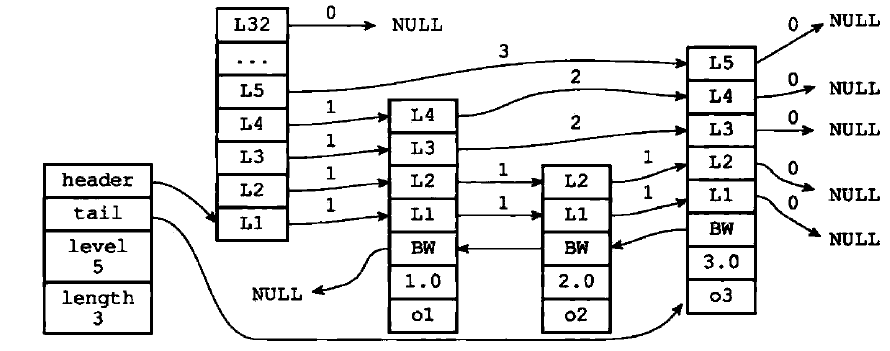 L32 0 NULL
...
L5 3 L5 0 NULL
L4 1 L4 2 L4 0 NULL
L3 1 L3 2 L3 0 NULL
L2 1 L2 1 L2 1 L2 0 NULL
L1 1 L1 1 L1 1 L1 0 NULL
BW BW BW
NULL
1.0 2.0 3.0
o1 o2 o3
header
tail
level
5
length
3